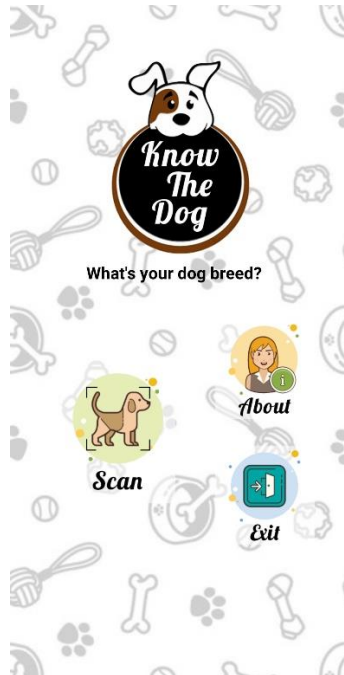 Know
The
Dog
What's your dog breed?
About
Scan
Exit